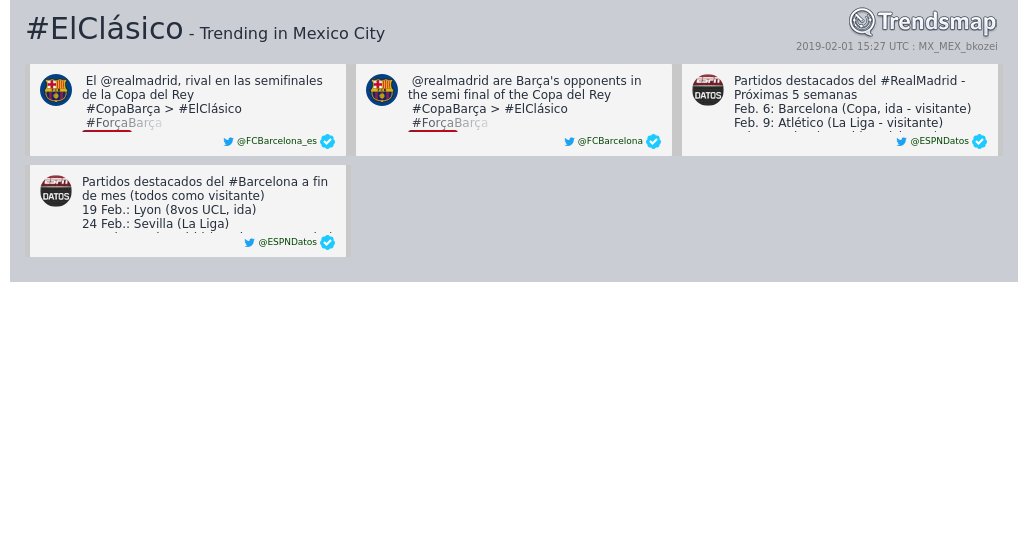 #ElClásico - Trending in Mexico City
Trendsmap
2019-02-01 15:27 UTC : MX_MEX_bkozei
El @realmadrid, rival en las semifinales
de la Copa del Rey
#CopaBarça > #ElClásico
#ForçaBarça
@FCBarcelona_es
@realmadrid are Barça's opponents in
the semi final of the Copa del Rey
#CopaBarça > #ElClásico
#ForçaBarça
@FCBarcelona
ESPN
DATOS
Partidos destacados del #RealMadrid -
Próximas 5 semanas
Feb. 6: Barcelona (Copa, ida - visitante)
Feb. 9: Atlético (La Liga - visitante)
@ESPNDatos
ESPN
DATOS
Partidos destacados del #Barcelona a fin
de mes (todos como visitante)
19 Feb.: Lyon (8vos UCL, ida)
24 Feb.: Sevilla (La Liga)
@ESPNDatos